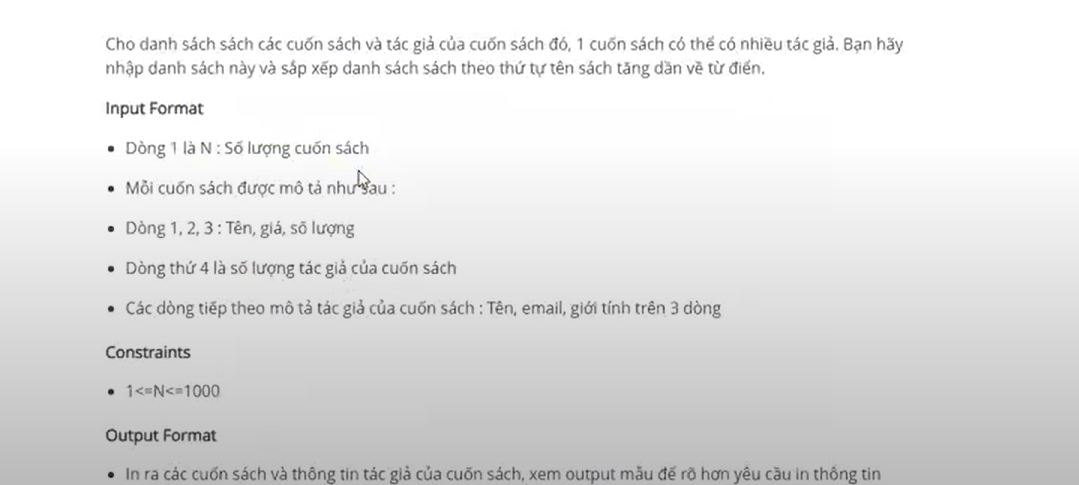 Cho danh sách sách các cuốn sách và tác giả của cuốn sách đó, 1 cuốn sách có thể có nhiều tác giả. Bạn hãy
nhập danh sách này và sắp xếp danh sách sách theo thứ tự tên sách tăng dần về từ điển.
Input Format
• Dòng 1 là N : Số lượng cuốn sách
• Mỗi cuốn sách được mô tả như sau :
• Dòng 1, 2, 3 : Tên, giá, số lượng
• Dòng thứ 4 là số lượng tác giả của cuốn sách
• Các dòng tiếp theo mô tả tác giả của cuốn sách : Tên, email, giới tính trên 3 dòng
Constraints
• 1<=N<=1000
Output Format
• In ra các cuốn sách và thông tin tác giả của cuốn sách, xem output mẫu để rõ hơn yêu cầu in thông tin